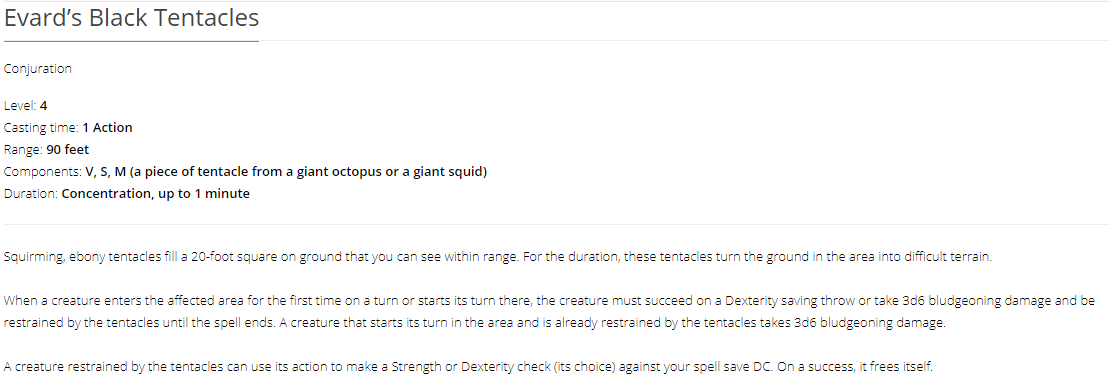 Evard’s Black Tentacles
Conjuration
Level: 4
Casting time: 1 Action
Range: 90 feet
Components: V, S, M (a piece of tentacle from a giant octopus or a giant squid)
Duration: Concentration, up to 1 minute
Squirming, ebony tentacles fill a 20-foot square on ground that you can see within range. For the duration, these tentacles turn the ground in the area into difficult terrain.
When a creature enters the affected area for the first time on a turn or starts its turn there, the creature must succeed on a Dexterity saving throw or take 3d6 bludgeoning damage and be
restrained by the tentacles until the spell ends. A creature that starts its turn in the area and is already restrained by the tentacles takes 3d6 bludgeoning damage.
A creature restrained by the tentacles can use its action to make a Strength or Dexterity check (its choice) against your spell save DC. On a success, it frees itself.